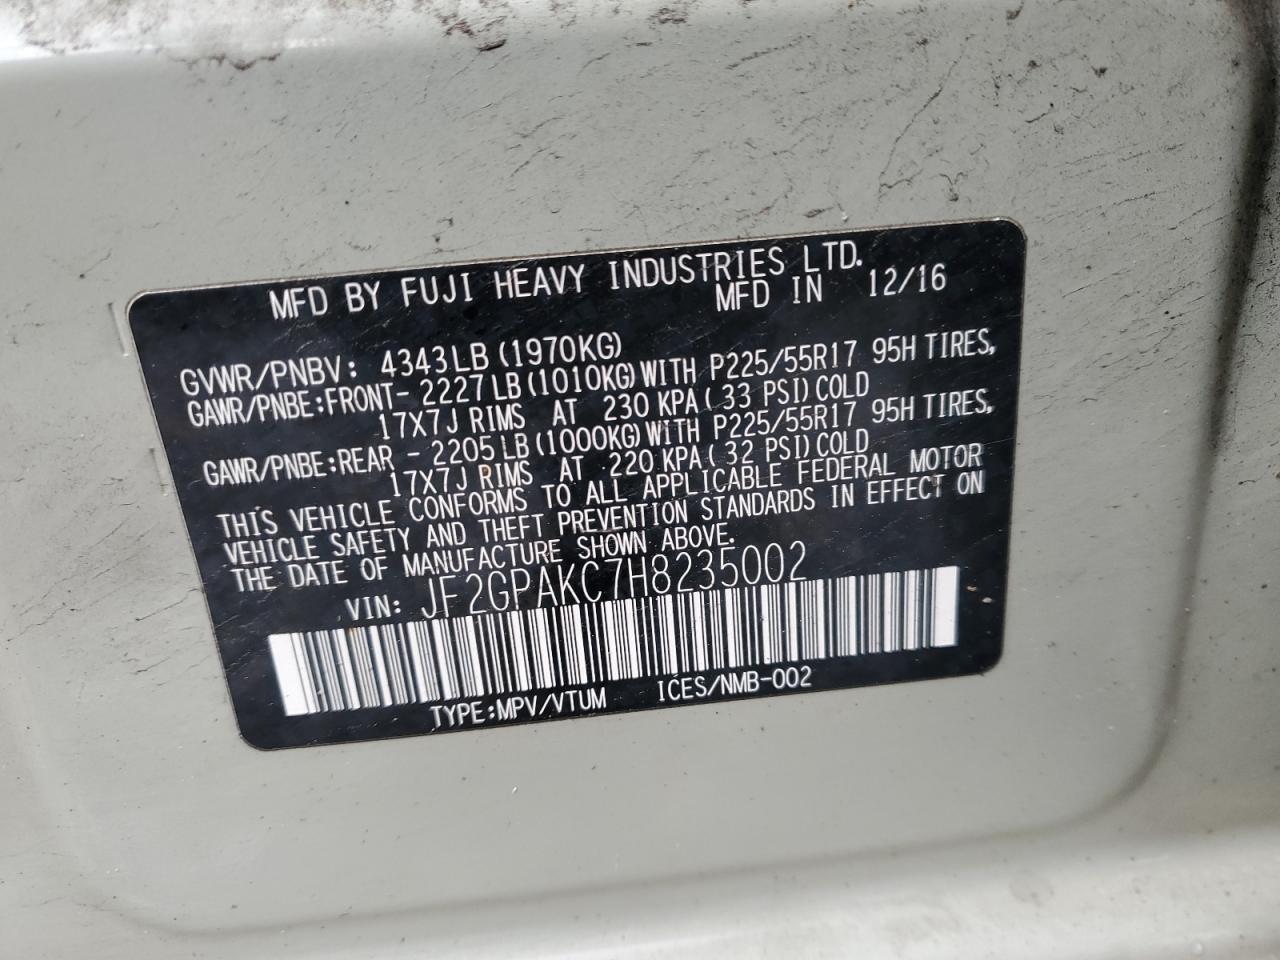 MFD BY FUJI HEAVY INDUSTRIES LTD.
MFD IN 12/16
GVWR/PNBV: 4343LB (1970KG)
GAWR/PNBE:FRONT- 2227 LB (1010KG) WITH P225/55R17 95H TIRES,
17X7J RIMS AT 230 KPA ( 33 PSI) COLD
GAWR/PNBE:REAR - 2205 LB (1000KG) WITH P225/55R17 95H TIRES,
17X7J RIMS AT 220 KPA ( 32 PSI) COLD
THIS VEHICLE CONFORMS TO ALL APPLICABLE FEDERAL MOTOR
VEHICLE SAFETY AND THEFT PREVENTION STANDARDS IN EFFECT ON
THE DATE OF MANUFACTURE SHOWN ABOVE.
VIN: JF2GPAKC7H8235002
TYPE:MPV/VTUM ICES/NMB-002